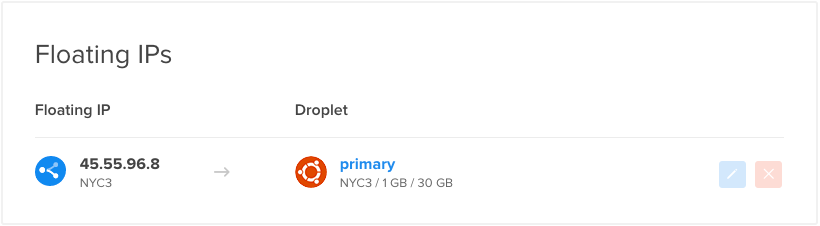 Floating IPs
Floating IP Droplet
45.55.96.8 primary
NYC3 NYC3 / 1 GB / 30 GB